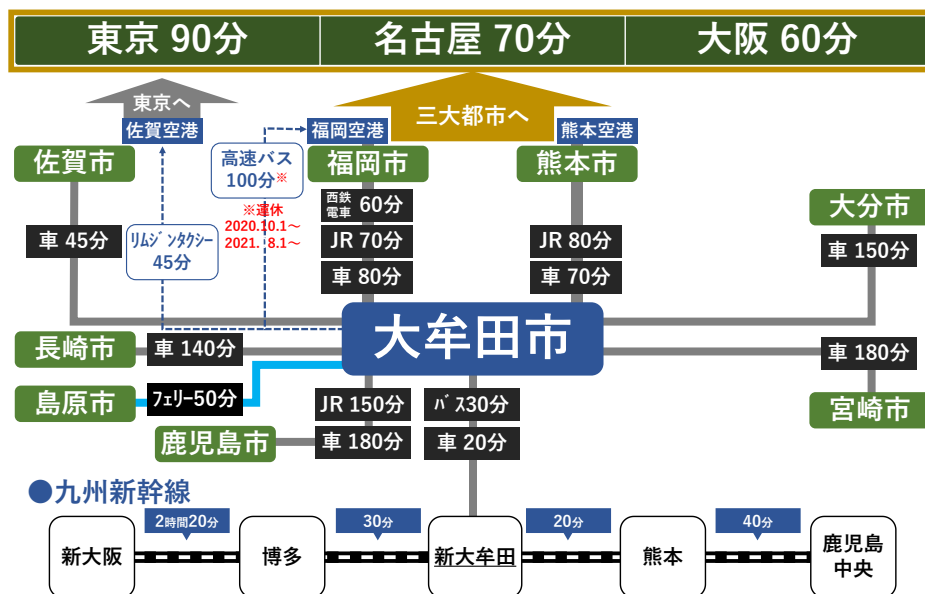 東京 90分
名古屋 70分
大阪 60分
東京へ
三大都市へ
佐賀空港
福岡空港
熊本空港
佐賀市
高速バス
100分※
福岡市
熊本市
※運休
2020.10.1～
2021. 8.1～
西鉄
電車 60分
JR 70分
車 80分
JR 80分
車 70分
大分市
車 150分
車 45分
ﾘﾑｼﾞﾝﾀｸｼｰ
45分
大牟田市
長崎市
車 140分
車 180分
島原市
ﾌｪﾘｰ50分
宮崎市
鹿児島市
JR 150分
車 180分
ﾊﾞｽ30分
車 20分
●九州新幹線
2時間20分
30分
20分
40分
新大阪
博多
新大牟田
熊本
鹿児島
中央